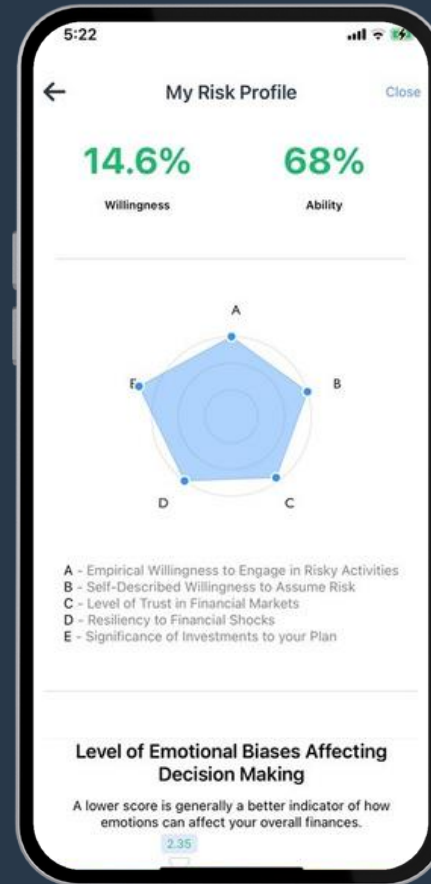 5:22
My Risk Profile
Close
14.6%
68%
Willingness
Ability
A
E
B
D
C
A - Empirical Willingness to Engage in Risky Activities
B - Self-Described Willingness to Assume Risk
C - Level of Trust in Financial Markets
D - Resiliency to Financial Shocks
E - Significance of Investments to your Plan
Level of Emotional Biases Affecting
Decision Making
A lower score is generally a better indicator of how
emotions can affect your overall finances.
2.35